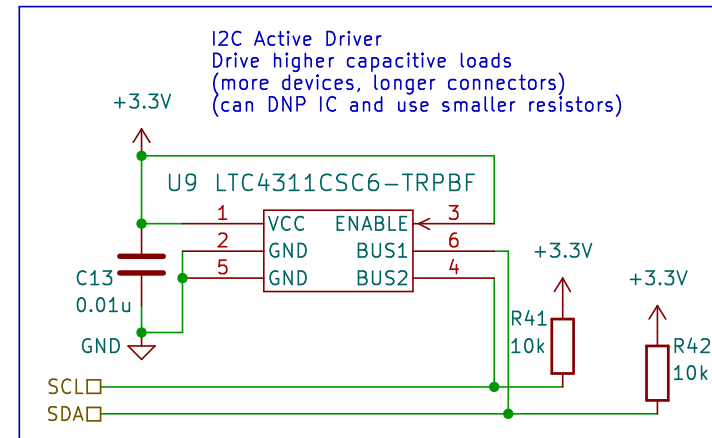 I2C Active Driver
Drive higher capacitive loads
(more devices, longer connectors)
(can DNP IC and use smaller resistors)
+3.3V
U9 LTC4311CSC6-TRPBF
1 VCC ENABLE 3
2 GND BUS1 6
5 GND BUS2 4
C13
0.01u
GND
+3.3V
R41
10k
+3.3V
R42
10k
SCL
SDA